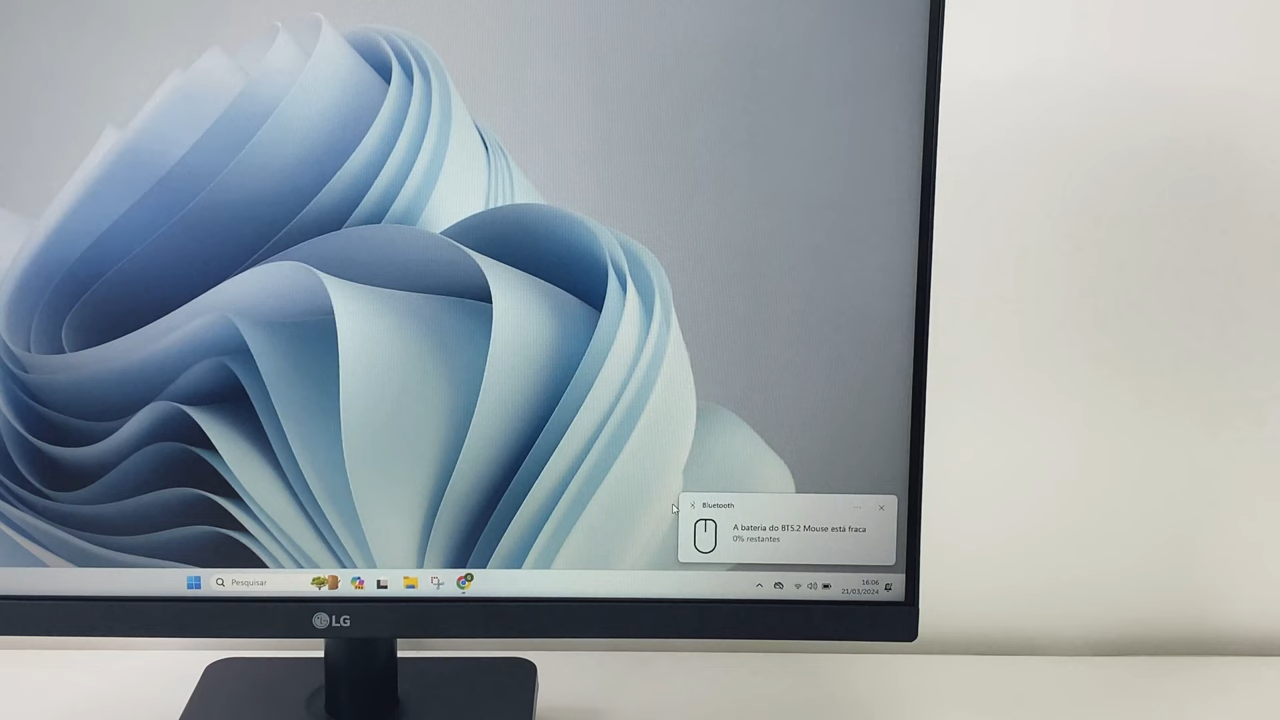 Bluetooth
A bateria do BT5.2 Mouse está fraca
0% restantes
Pesquisar
16:06
21/03/2024
LG